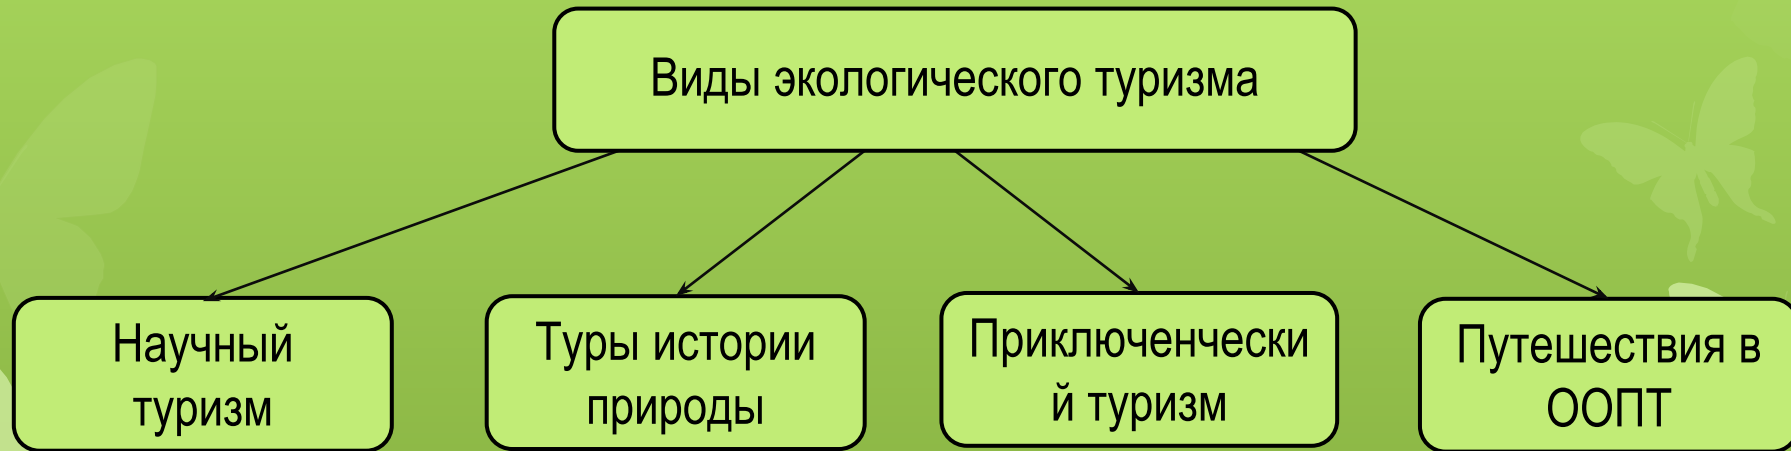 Виды экологического туризма
Научный
туризм
Туры истории
природы
Приключенчески
й туризм
Путешествия в
ООПТ